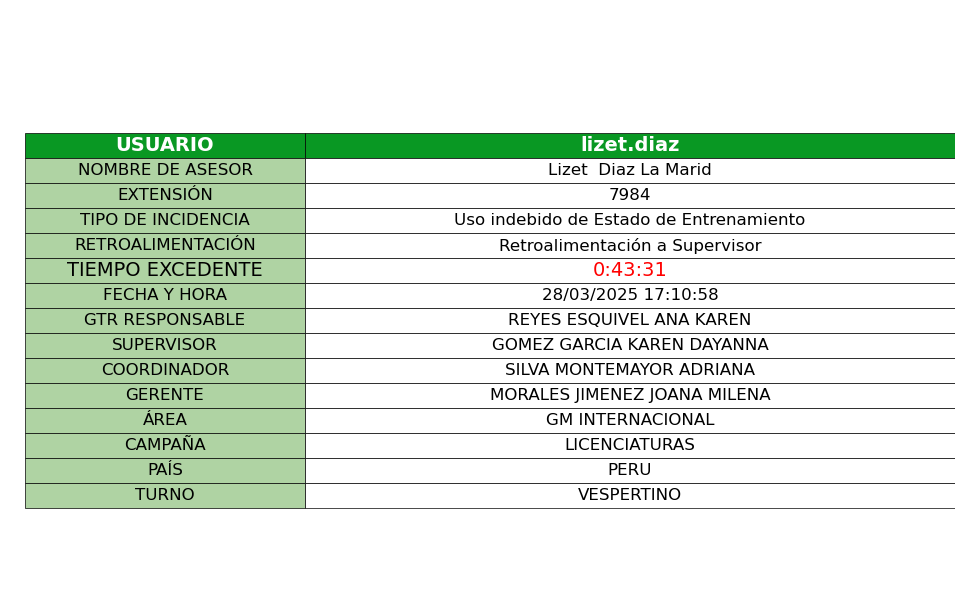 USUARIO lizet.diaz
NOMBRE DE ASESOR Lizet  Diaz La Marid
EXTENSIÓN 7984
TIPO DE INCIDENCIA Uso indebido de Estado de Entrenamiento
RETROALIMENTACIÓN Retroalimentación a Supervisor
TIEMPO EXCEDENTE 0:43:31
FECHA Y HORA 28/03/2025 17:10:58
GTR RESPONSABLE REYES ESQUIVEL ANA KAREN
SUPERVISOR GOMEZ GARCIA KAREN DAYANNA
COORDINADOR SILVA MONTEMAYOR ADRIANA
GERENTE MORALES JIMENEZ JOANA MILENA
ÁREA GM INTERNACIONAL
CAMPAÑA LICENCIATURAS
PAÍS PERU
TURNO VESPERTINO